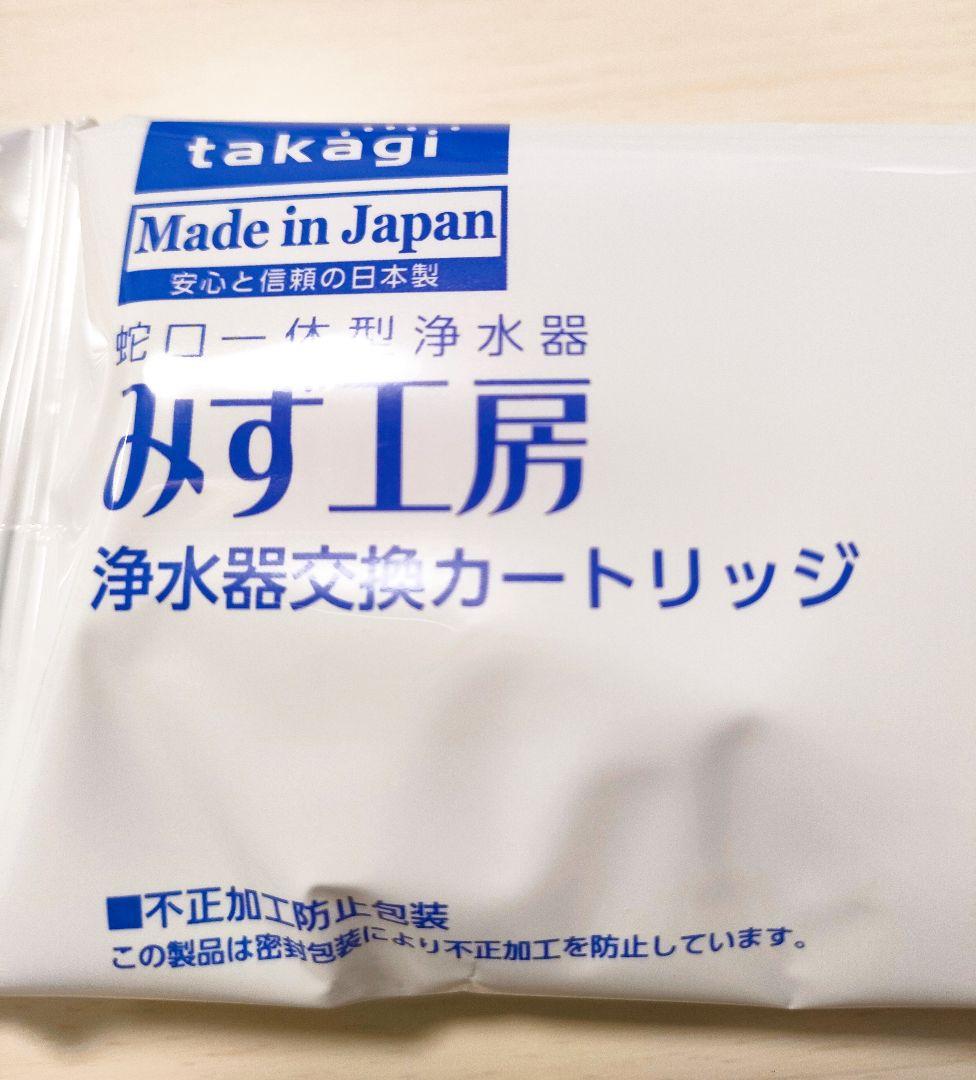 takagi
Made in Japan
安心と信頼の日本製
蛇口一体型浄水器
みず工房
浄水器交換カートリッジ
■不正加工防止包装
この製品は密封包装により不正加工を防止しています。